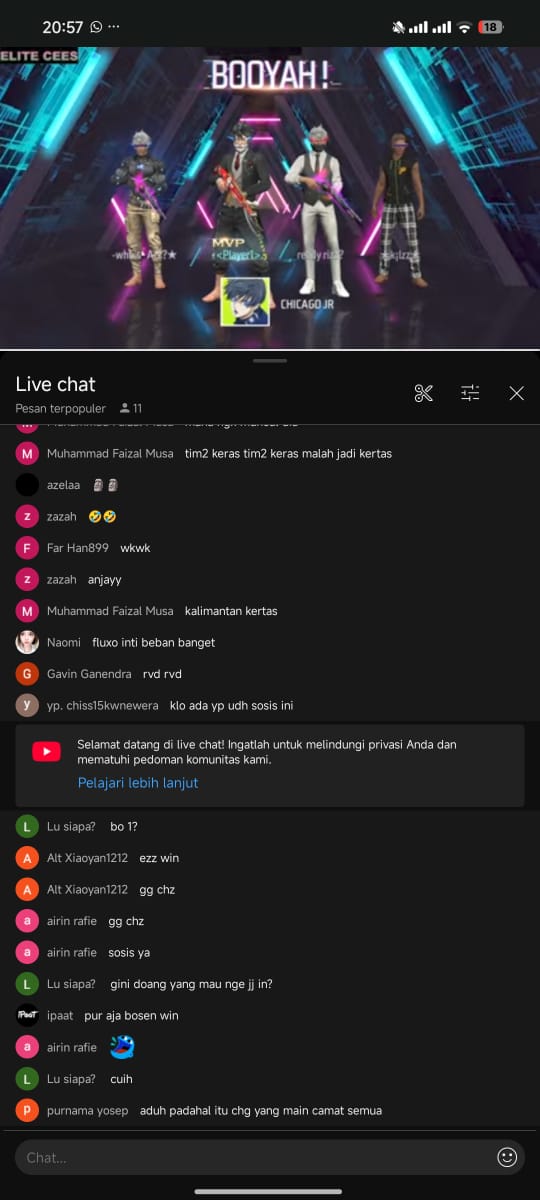 20:57
18
ELITE CEES
BOOYAH!
MVP
<Player1>
CHICAGO JR
Live chat
Pesan terpopuler 11
M Muhammad Faizal Musa tim2 keras tim2 keras malah jadi kertas
azelaa 🗿🗿
z zazah 🤣🤣
F Far Han899 wkwk
z zazah anjayy
M Muhammad Faizal Musa kalimantan kertas
Naomi fluxo inti beban banget
G Gavin Ganendra rvd rvd
y yp. chiss15kwnewera klo ada yp udh sosis ini
Selamat datang di live chat! Ingatlah untuk melindungi privasi Anda dan
mematuhi pedoman komunitas kami.
Pelajari lebih lanjut
L Lu siapa? bo 1?
A Alt Xiaoyan1212 ezz win
A Alt Xiaoyan1212 gg chz
a airin rafie gg chz
a airin rafie sosis ya
L Lu siapa? gini doang yang mau nge jj in?
ipaat pur aja bosen win
a airin rafie
L Lu siapa? cuih
p purnama yosep aduh padahal itu chg yang main camat semua
Chat...